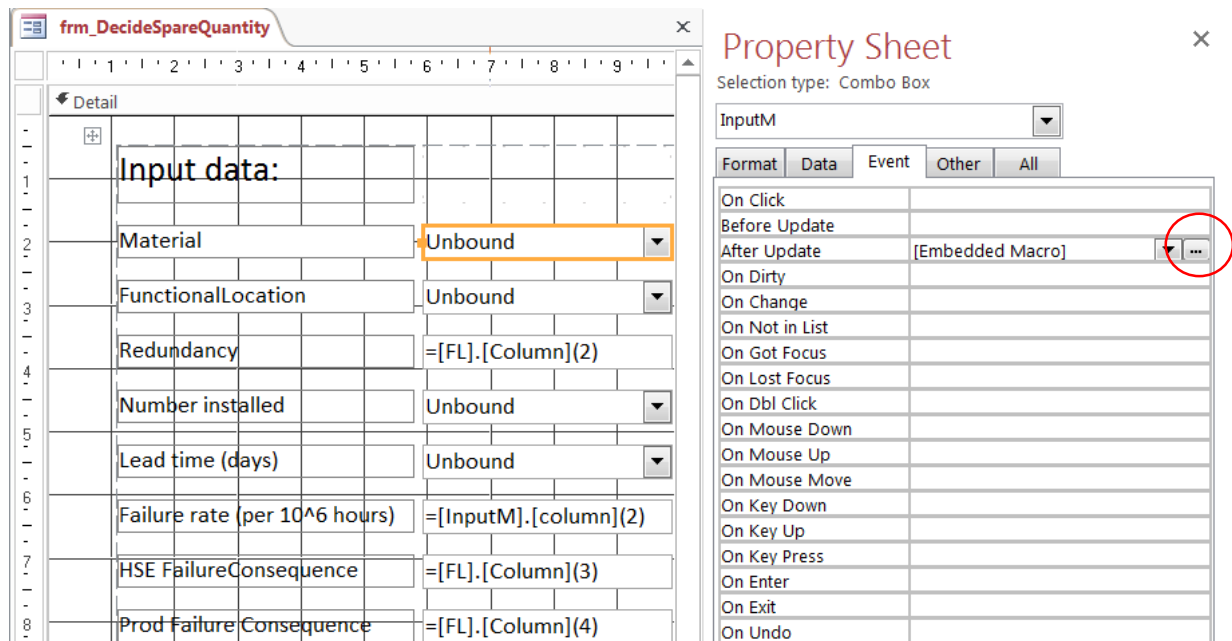 frm_DecideSpareQuantity
1 2 3 4 5 6 7 8 9
Detail
Input data:
1
Material Unbound
2
FunctionalLocation Unbound
3
Redundancy =[FL].[Column](2)
4
Number installed Unbound
5
Lead time (days) Unbound
6
Failure rate (per 10^6 hours) =[InputM].[column](2)
7
HSE FailureConsequence =[FL].[Column](3)
8
Prod Failure Consequence =[FL].[Column](4)
Property Sheet
Selection type: Combo Box
InputM
Format Data Event Other All
On Click
Before Update
After Update [Embedded Macro] ...
On Dirty
On Change
On Not in List
On Got Focus
On Lost Focus
On Dbl Click
On Mouse Down
On Mouse Up
On Mouse Move
On Key Down
On Key Up
On Key Press
On Enter
On Exit
On Undo